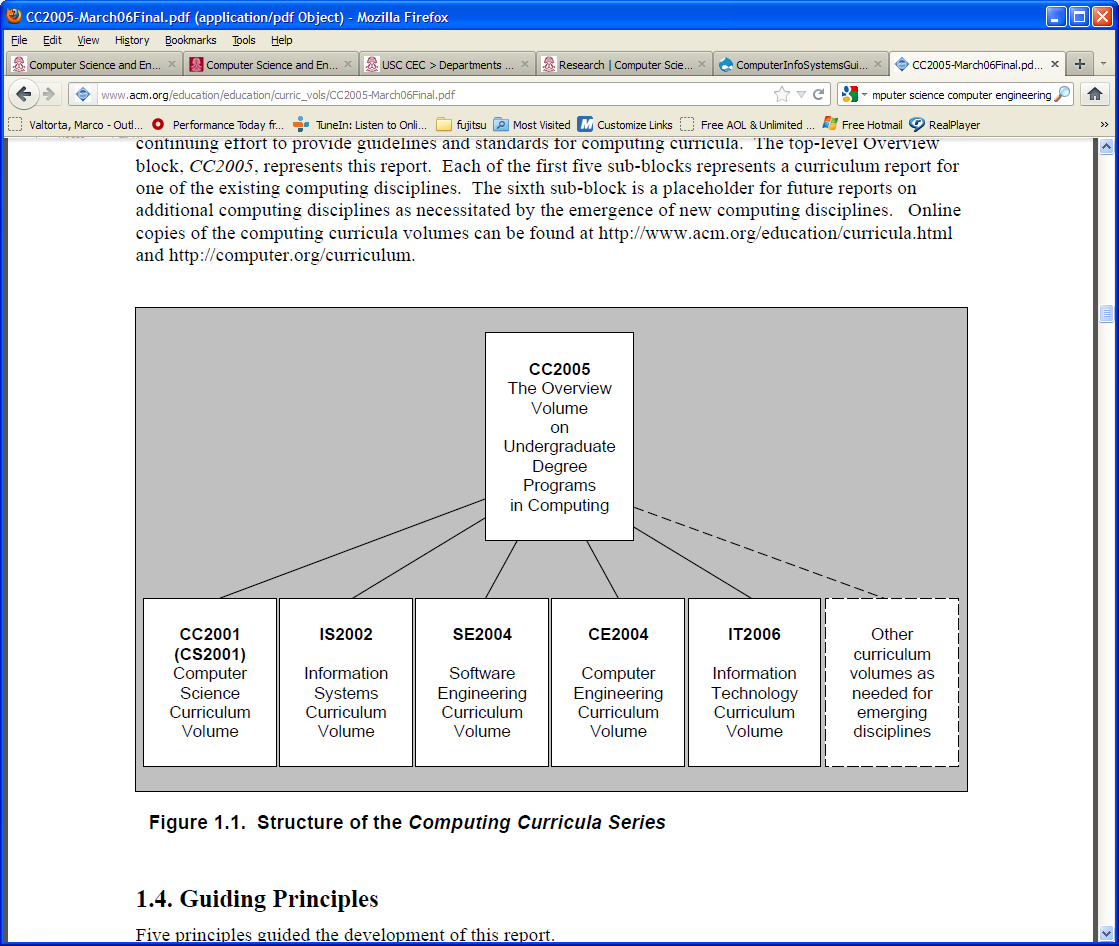 CC2005-March06Final.pdf (application/pdf Object) - Mozilla Firefox
File Edit View History Bookmarks Tools Help
Computer Science and En... Computer Science and En... USC CEC > Departments ... Research | Computer Scie... ComputerInfoSystemsGui... CC2005-March06Final.pd...
www.acm.org/education/education/curric_vols/CC2005-March06Final.pdf mputer science computer engineering
Valtorta, Marco - Outl... Performance Today fr... TuneIn: Listen to Onli... fujitsu Most Visited Customize Links Free AOL & Unlimited ... Free Hotmail RealPlayer »
continuing effort to provide guidelines and standards for computing curricula. The top-level Overview
block, CC2005, represents this report. Each of the first five sub-blocks represents a curriculum report for
one of the existing computing disciplines. The sixth sub-block is a placeholder for future reports on
additional computing disciplines as necessitated by the emergence of new computing disciplines. Online
copies of the computing curricula volumes can be found at http://www.acm.org/education/curricula.html
and http://computer.org/curriculum.
CC2005
The Overview
Volume
on
Undergraduate
Degree
Programs
in Computing
CC2001
(CS2001)
Computer
Science
Curriculum
Volume
IS2002
Information
Systems
Curriculum
Volume
SE2004
Software
Engineering
Curriculum
Volume
CE2004
Computer
Engineering
Curriculum
Volume
IT2006
Information
Technology
Curriculum
Volume
Other
curriculum
volumes as
needed for
emerging
disciplines
Figure 1.1. Structure of the Computing Curricula Series
1.4. Guiding Principles
Five principles guided the development of this report.